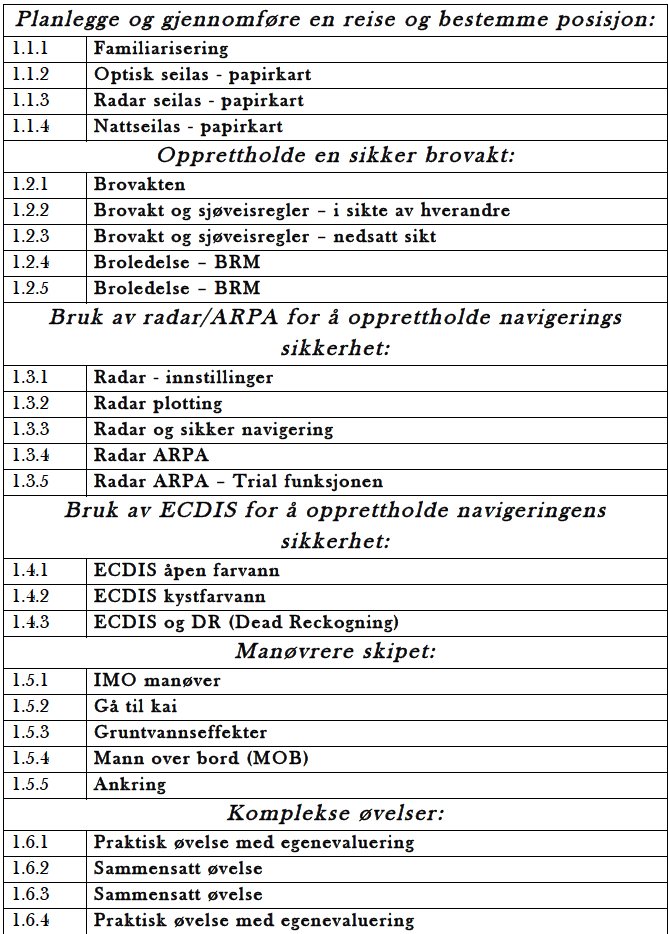 Planlegge og gjennomføre en reise og bestemme posisjon:
1.1.1 Familiarisering
1.1.2 Optisk seilas - papirkart
1.1.3 Radar seilas - papirkart
1.1.4 Nattseilas - papirkart
Opprettholde en sikker brovakt:
1.2.1 Brovakten
1.2.2 Brovakt og sjøveisregler – i sikte av hverandre
1.2.3 Brovakt og sjøveisregler – nedsatt sikt
1.2.4 Broledelse – BRM
1.2.5 Broledelse – BRM
Bruk av radar/ARPA for å opprettholde navigerings
sikkerhet:
1.3.1 Radar - innstillinger
1.3.2 Radar plotting
1.3.3 Radar og sikker navigering
1.3.4 Radar ARPA
1.3.5 Radar ARPA – Trial funksjonen
Bruk av ECDIS for å opprettholde navigeringens
sikkerhet:
1.4.1 ECDIS åpen farvann
1.4.2 ECDIS kystfarvann
1.4.3 ECDIS og DR (Dead Reckogning)
Manøvrere skipet:
1.5.1 IMO manøver
1.5.2 Gå til kai
1.5.3 Gruntvannseffekter
1.5.4 Mann over bord (MOB)
1.5.5 Ankring
Komplekse øvelser:
1.6.1 Praktisk øvelse med egenevaluering
1.6.2 Sammensatt øvelse
1.6.3 Sammensatt øvelse
1.6.4 Praktisk øvelse med egenevaluering